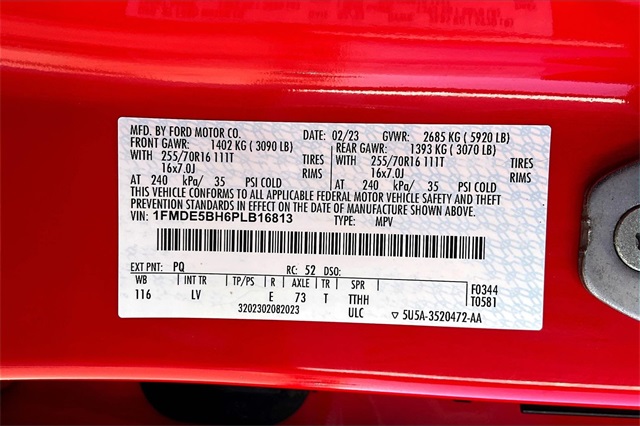 MFD. BY FORD MOTOR CO. DATE: 02/23 GVWR: 2685 KG ( 5920 LB)
FRONT GAWR: 1402 KG ( 3090 LB) REAR GAWR: 1393 KG ( 3070 LB)
WITH 255/70R16 111T TIRES WITH 255/70R16 111T TIRES
16x7.0J RIMS 16x7.0J RIMS
AT 240 kPa/ 35 PSI COLD AT 240 kPa/ 35 PSI COLD
THIS VEHICLE CONFORMS TO ALL APPLICABLE FEDERAL MOTOR VEHICLE SAFETY AND THEFT
PREVENTION STANDARDS IN EFFECT ON THE DATE OF MANUFACTURE SHOWN ABOVE.
VIN: 1FMDE5BH6PLB16813 TYPE: MPV
EXT PNT: PQ RC: 52 DSO:
WB INT TR TP/PS R AXLE TR SPR F0344
116 LV E 73 T TTHH T0581
ULC
3202302082023 ▽ 5U5A-3520472-AA